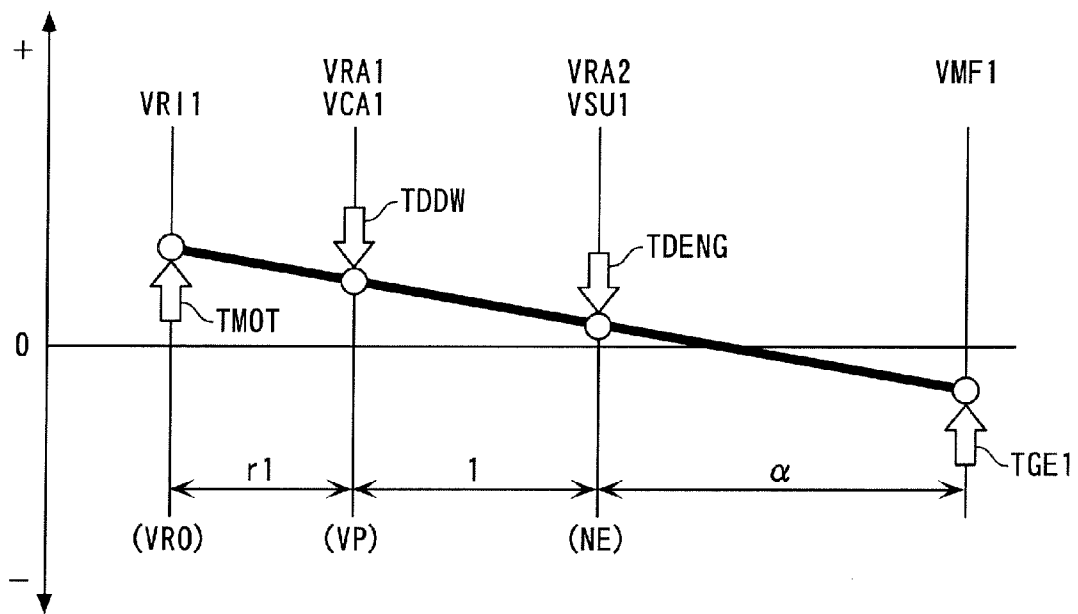 +
VRI1
VRA1
VCA1
VRA2
VSU1
VMF1
TDDW
TDENG
TMOT
0
TGE1
r1
1
α
(VRO)
(VP)
(NE)
−